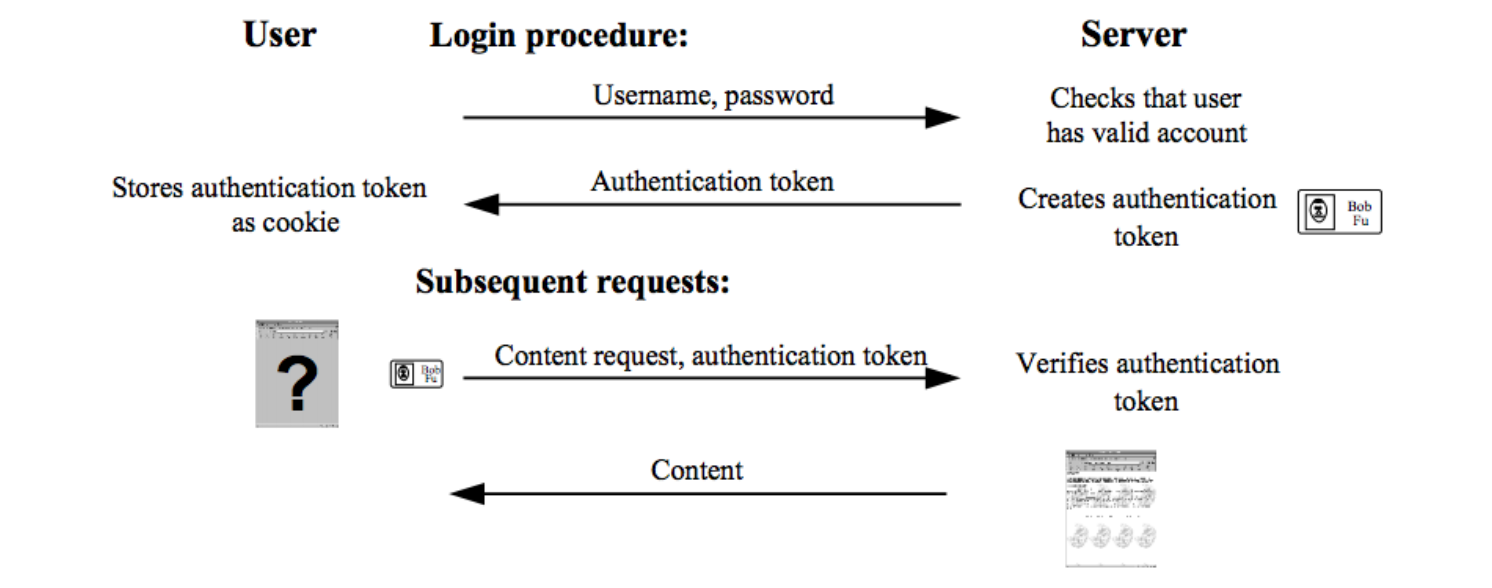 User
Login procedure:
Server
Username, password
Checks that user
has valid account
Stores authentication token
as cookie
Authentication token
Creates authentication
token
Bob
Fu
Subsequent requests:
?
Bob
Fu
Content request, authentication token
Verifies authentication
token
Content